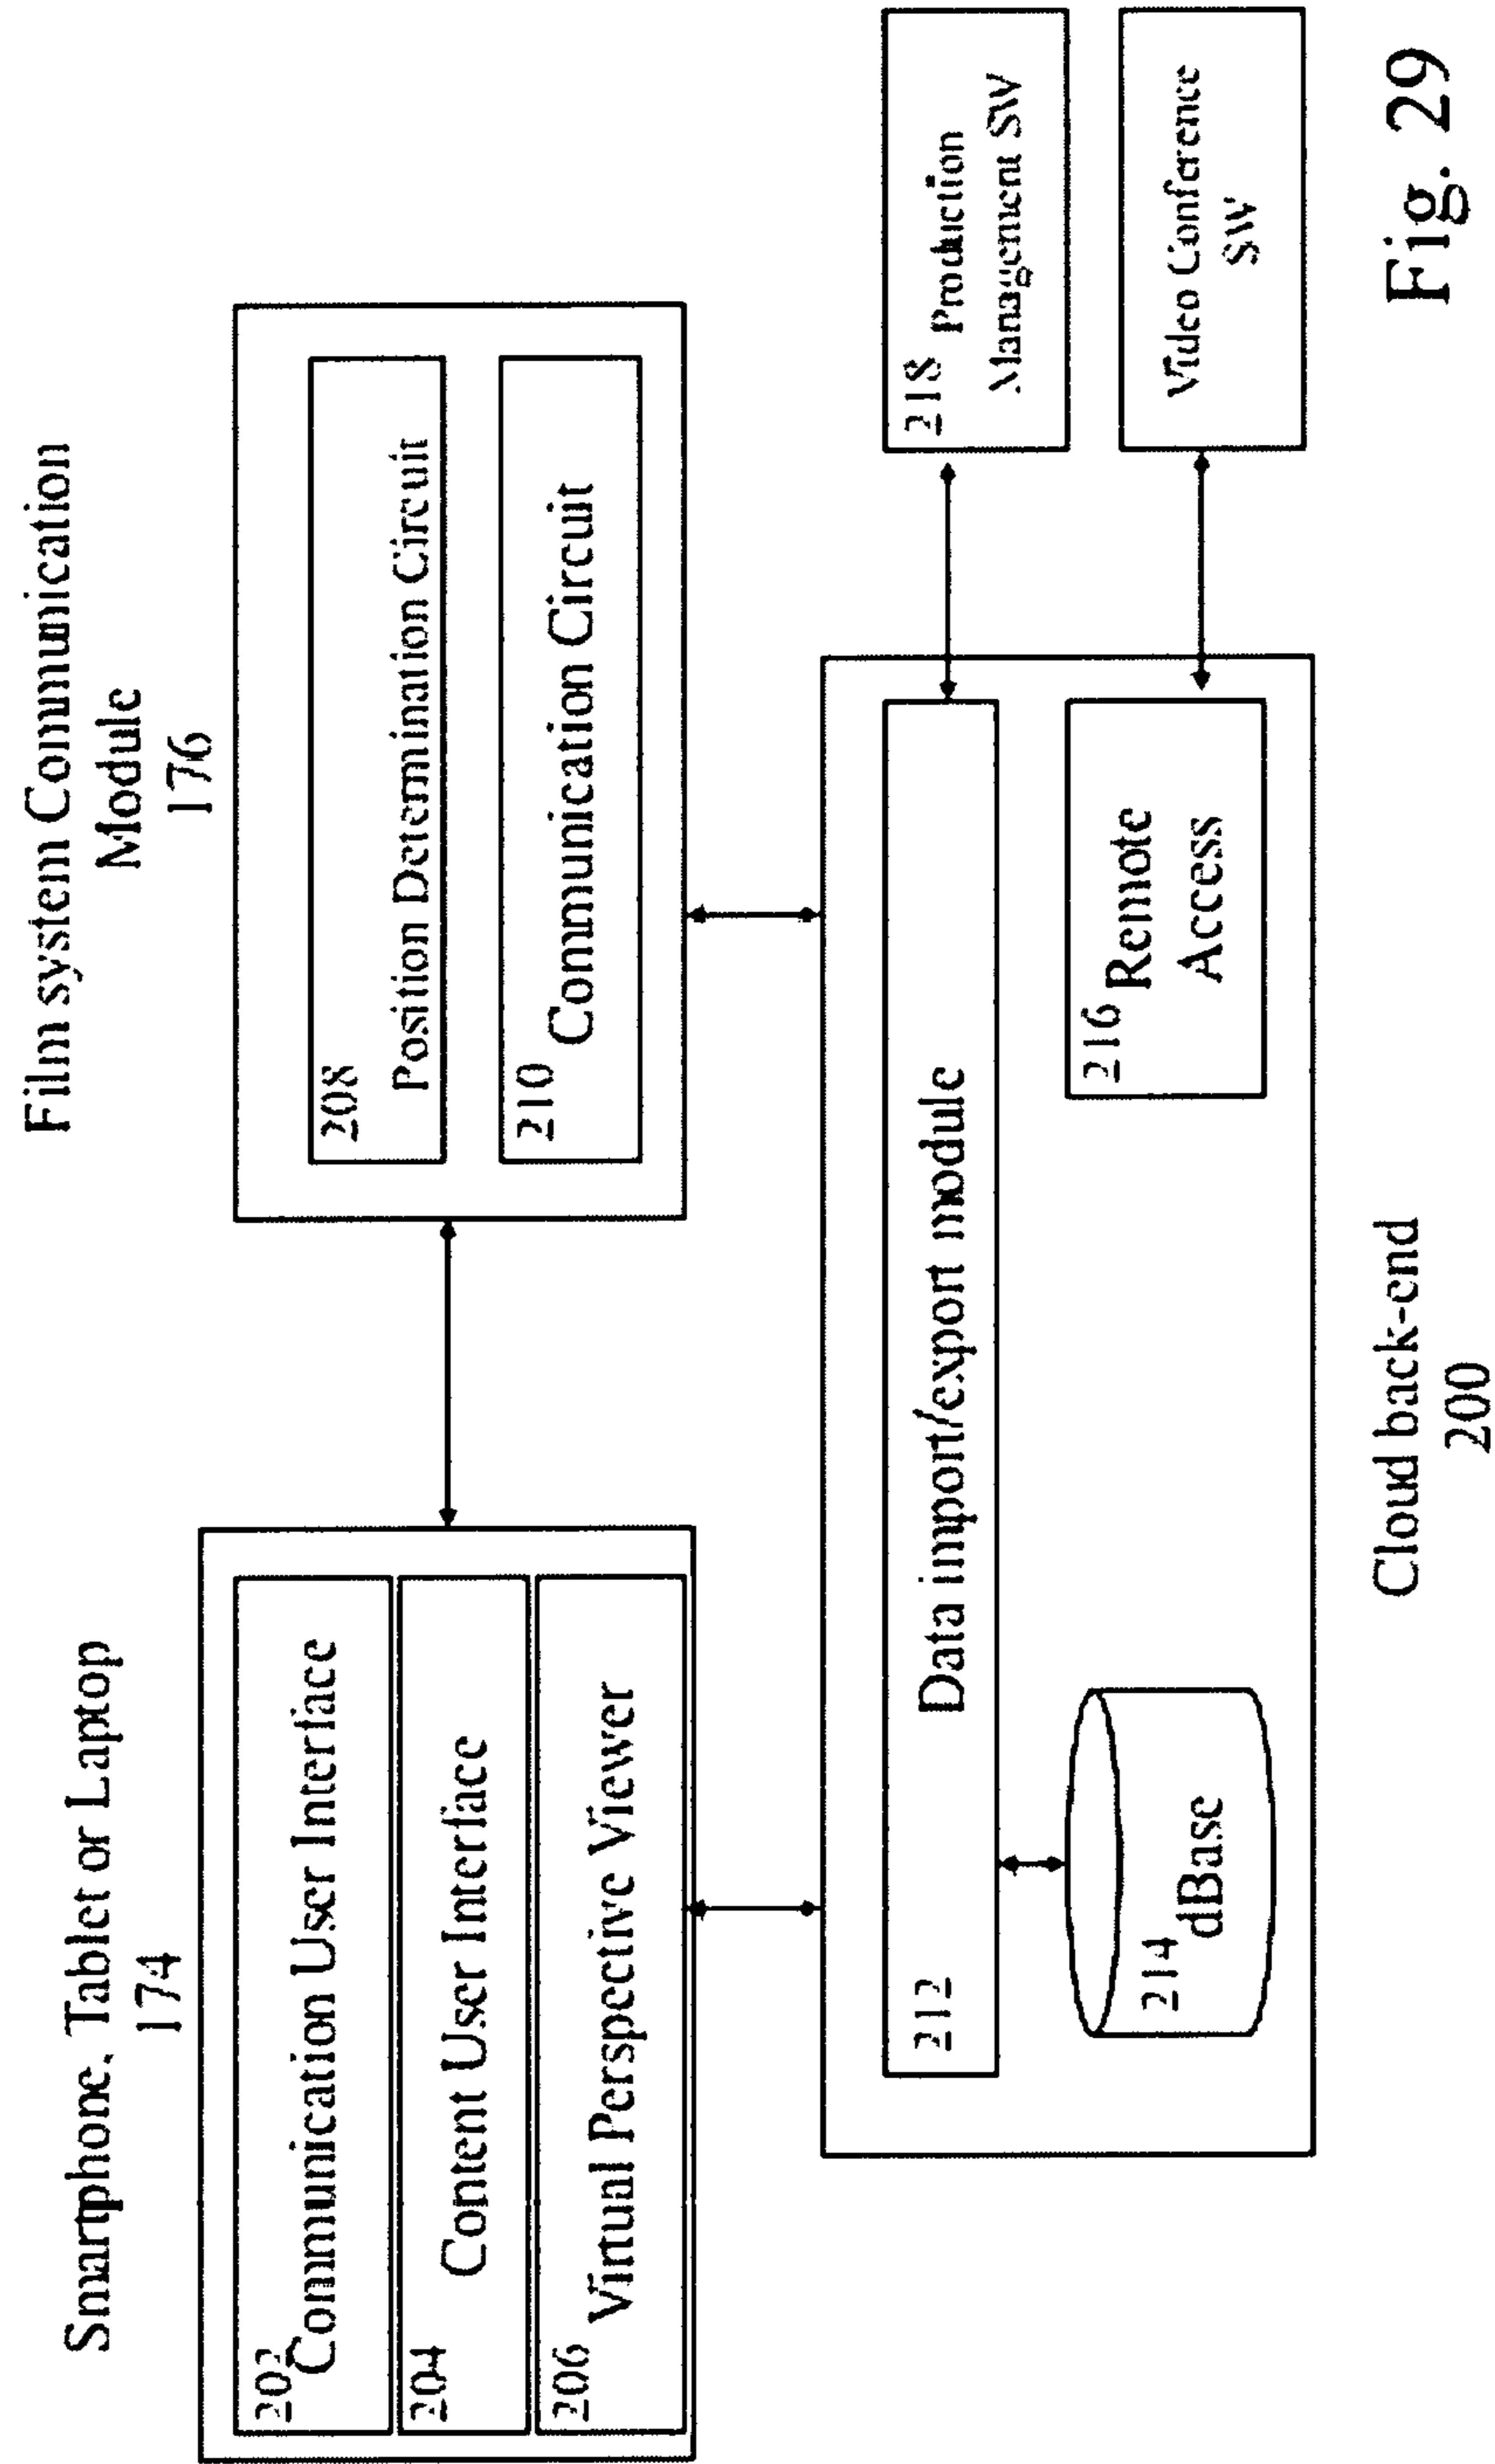 Smartphone, Tablet or Laptop
174
202
Communication User Interface
204
Content User Interface
206
Virtual Perspective Viewer
Film system Communication
Module
176
208
Position Determination Circuit
210
Communication Circuit
212
Data import/export module
214
dBase
216
Remote
Access
Cloud back-end
200
218
Production
Management SW
Video Conference
SW
Fig. 29